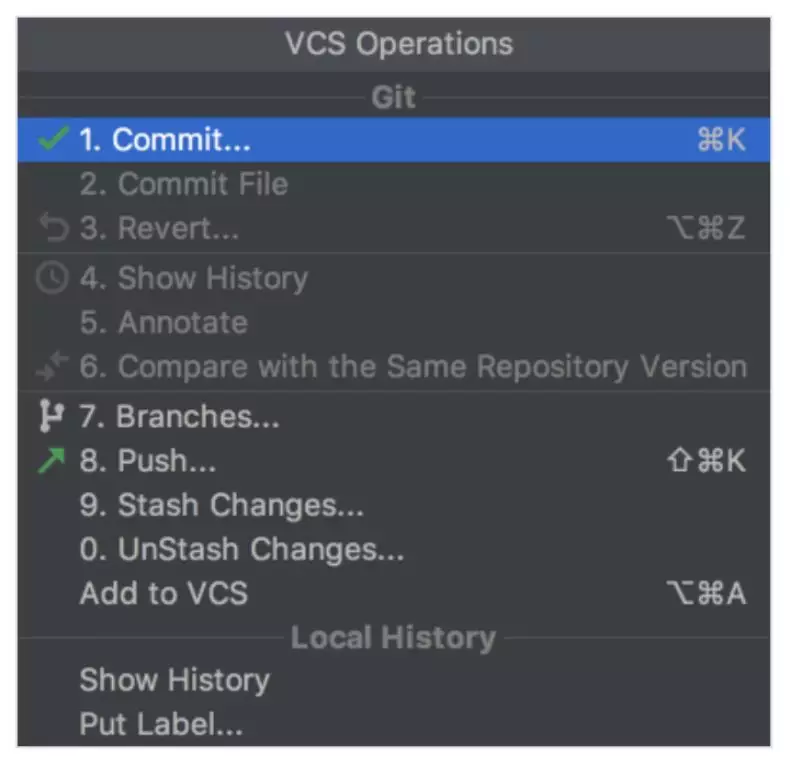 VCS Operations
Git
1. Commit... ⌘K
2. Commit File
3. Revert... ⌥⌘Z
4. Show History
5. Annotate
6. Compare with the Same Repository Version
7. Branches...
8. Push... ⇧⌘K
9. Stash Changes...
0. UnStash Changes...
Add to VCS ⌥⌘A
Local History
Show History
Put Label...